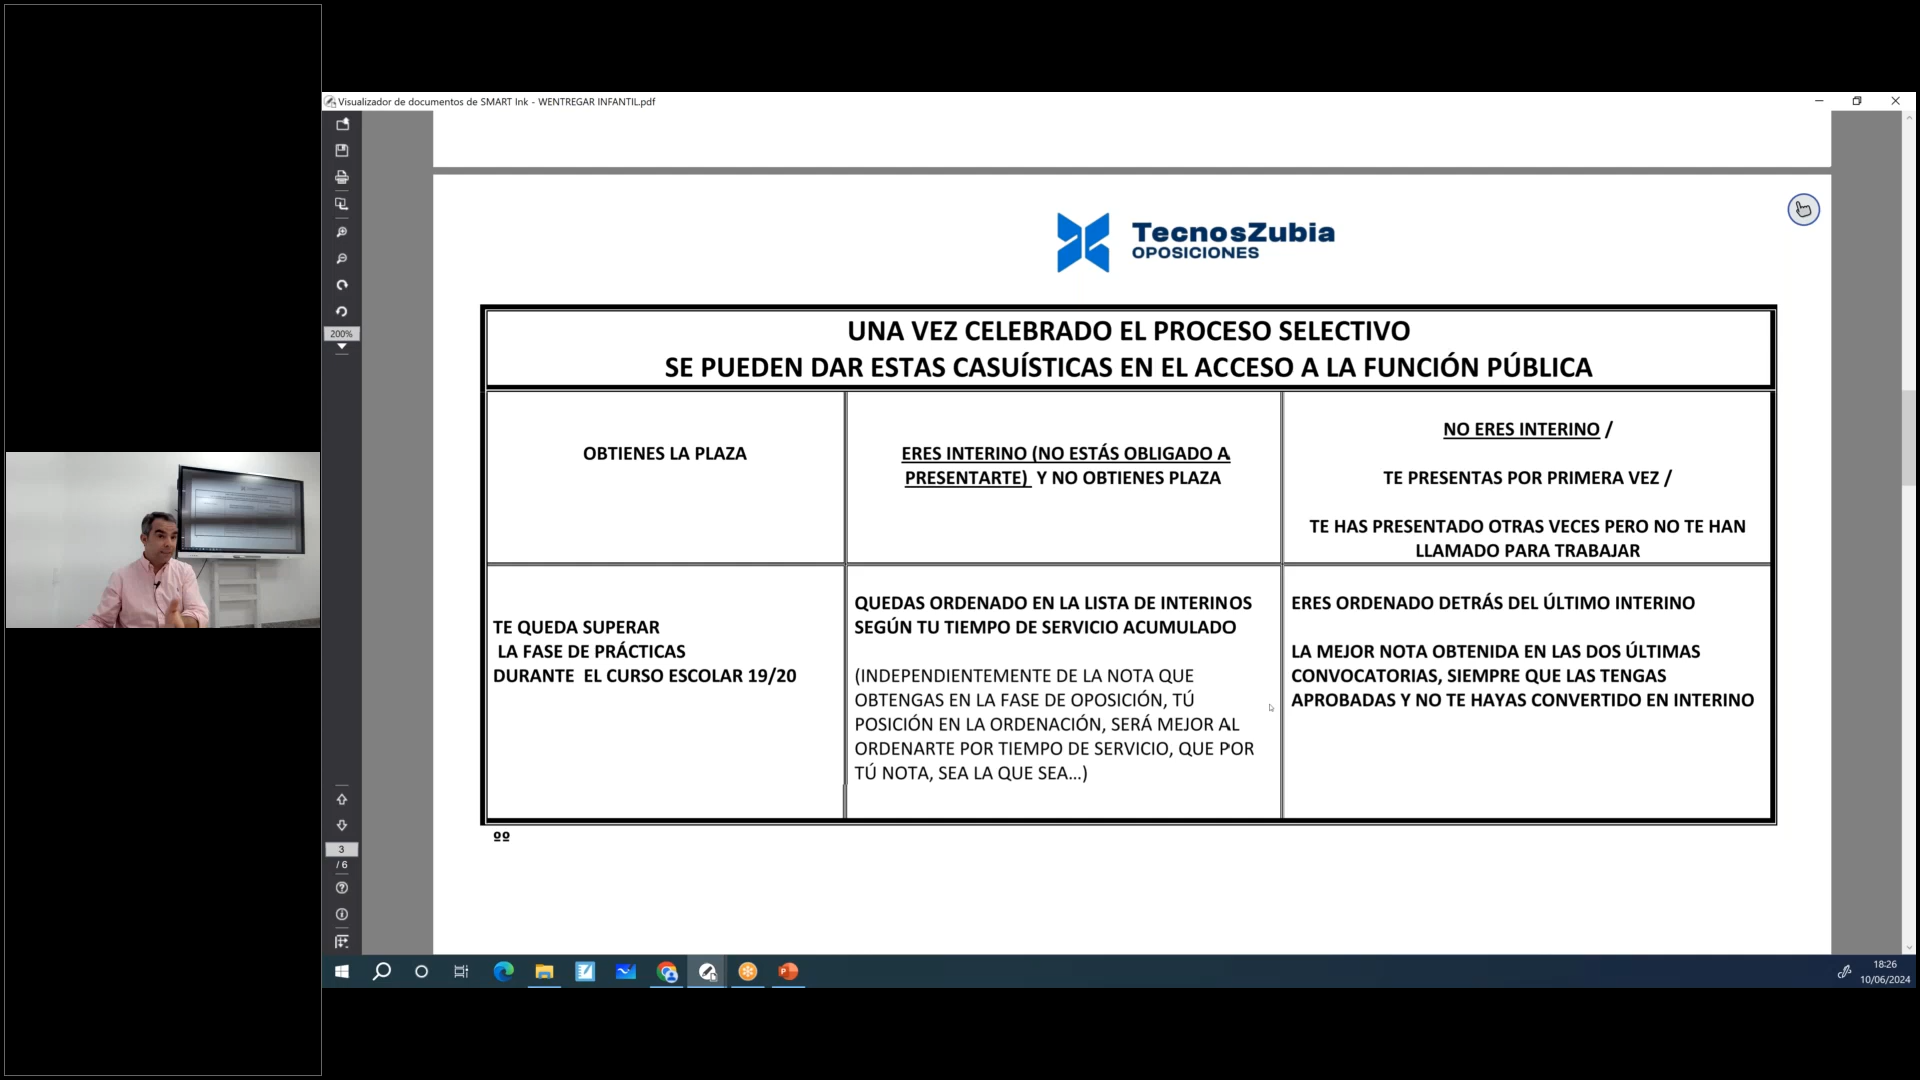 Visualizador de documentos de SMART Ink - WENTREGAR INFANTIL.pdf
200%
3
/ 6
TecnosZubia
OPOSICIONES
UNA VEZ CELEBRADO EL PROCESO SELECTIVO
SE PUEDEN DAR ESTAS CASUÍSTICAS EN EL ACCESO A LA FUNCIÓN PÚBLICA
OBTIENES LA PLAZA
ERES INTERINO (NO ESTÁS OBLIGADO A
PRESENTARTE) Y NO OBTIENES PLAZA
NO ERES INTERINO /
TE PRESENTAS POR PRIMERA VEZ /
TE HAS PRESENTADO OTRAS VECES PERO NO TE HAN
LLAMADO PARA TRABAJAR
TE QUEDA SUPERAR
LA FASE DE PRÁCTICAS
DURANTE EL CURSO ESCOLAR 19/20
QUEDAS ORDENADO EN LA LISTA DE INTERINOS
SEGÚN TU TIEMPO DE SERVICIO ACUMULADO
(INDEPENDIENTEMENTE DE LA NOTA QUE
OBTENGAS EN LA FASE DE OPOSICIÓN, TÚ
POSICIÓN EN LA ORDENACIÓN, SERÁ MEJOR AL
ORDENARTE POR TIEMPO DE SERVICIO, QUE POR
TÚ NOTA, SEA LA QUE SEA...)
ERES ORDENADO DETRÁS DEL ÚLTIMO INTERINO
LA MEJOR NOTA OBTENIDA EN LAS DOS ÚLTIMAS
CONVOCATORIAS, SIEMPRE QUE LAS TENGAS
APROBADAS Y NO TE HAYAS CONVERTIDO EN INTERINO
ºº
18:26
10/06/2024